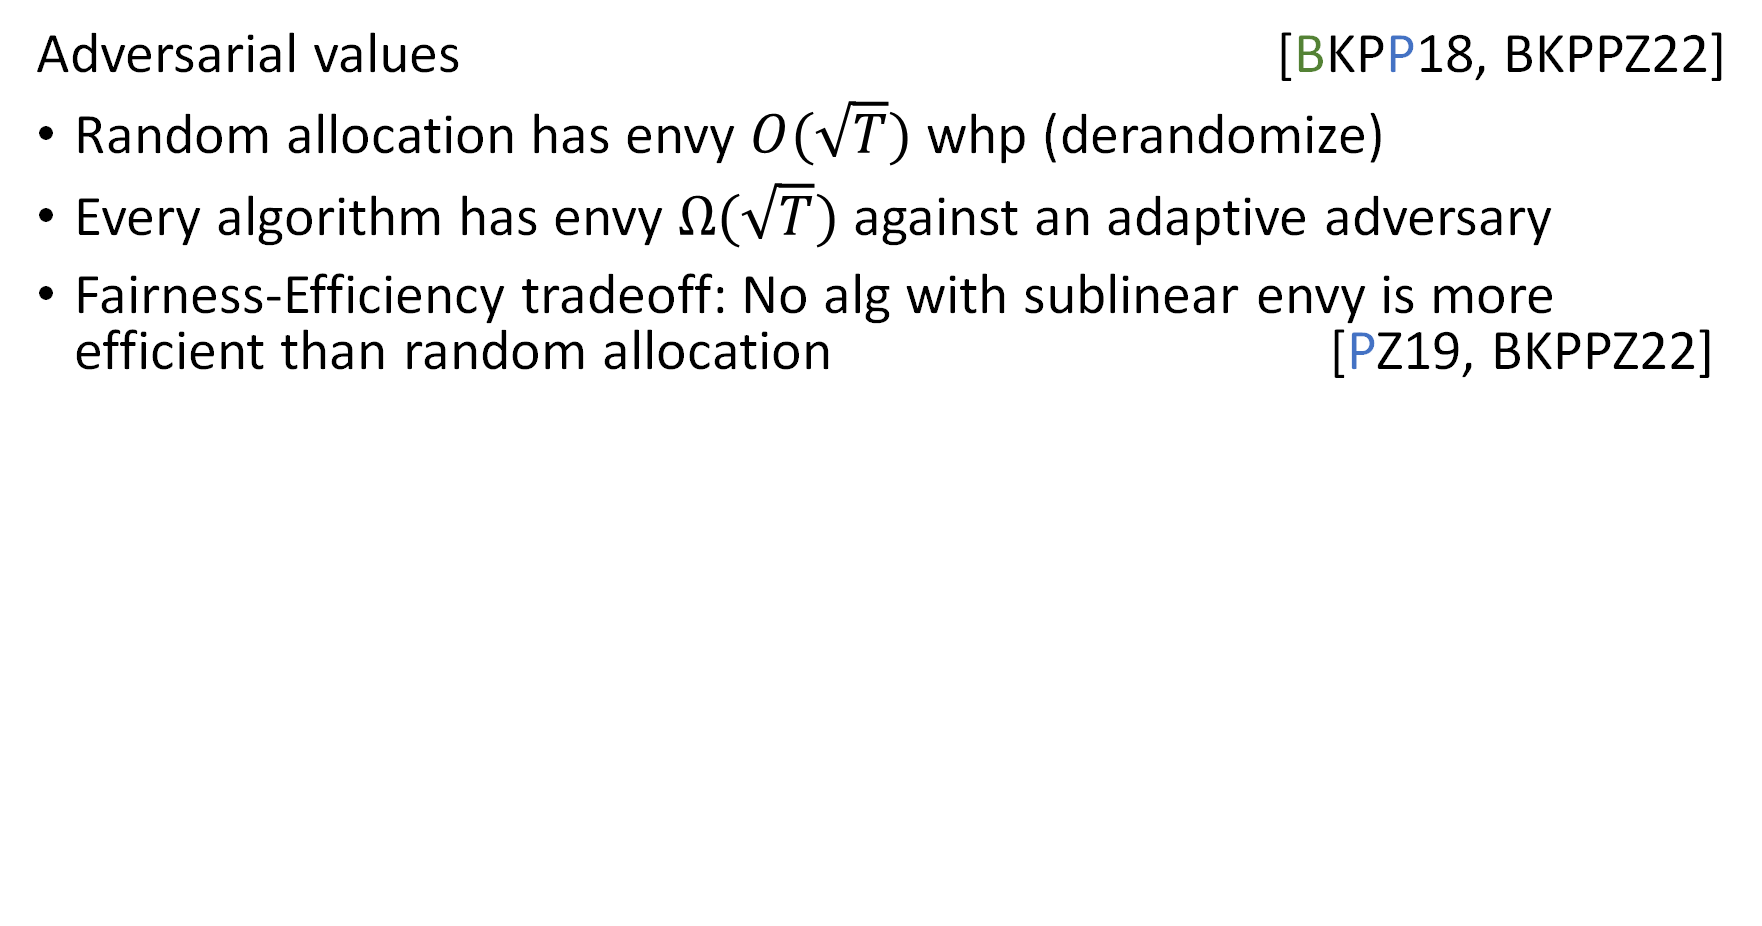 Adversarial values [BKPP18, BKPPZ22]
• Random allocation has envy O(√T) whp (derandomize)
• Every algorithm has envy Ω(√T) against an adaptive adversary
• Fairness-Efficiency tradeoff: No alg with sublinear envy is more
efficient than random allocation [PZ19, BKPPZ22]